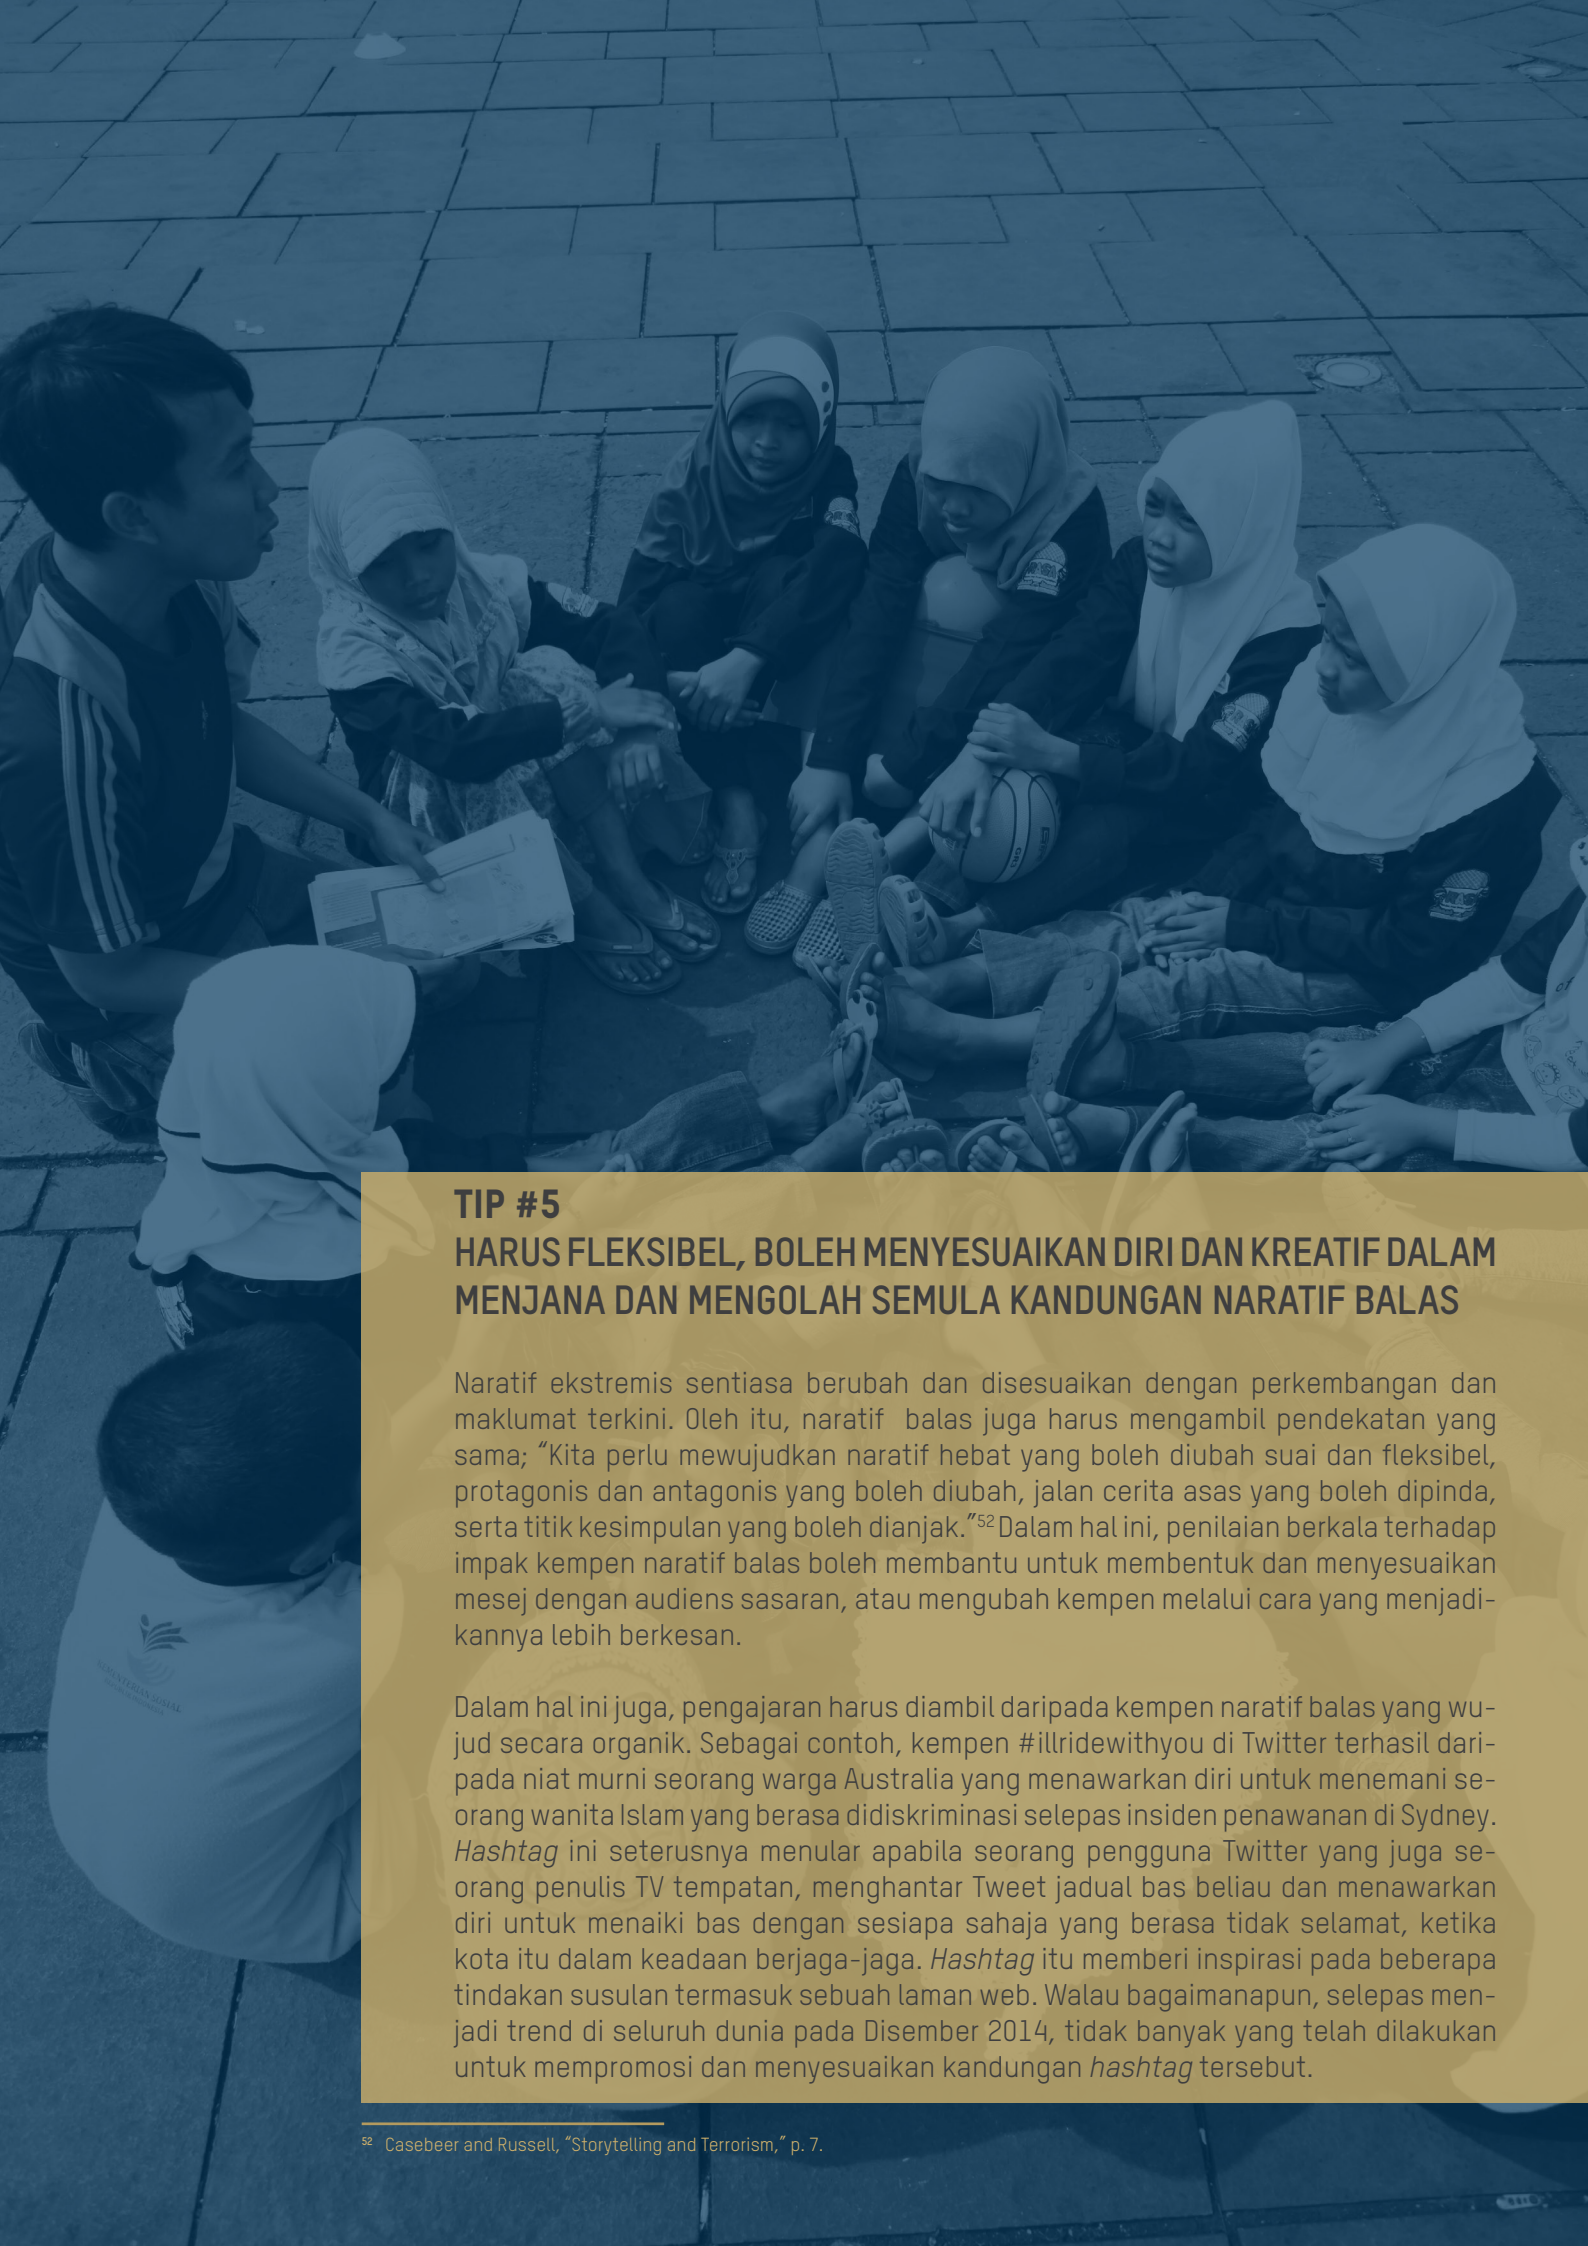 TIP #5
HARUS FLEKSIBEL, BOLEH MENYESUAIKAN DIRI DAN KREATIF DALAM
MENJANA DAN MENGOLAH SEMULA KANDUNGAN NARATIF BALAS
Naratif ekstremis sentiasa berubah dan disesuaikan dengan perkembangan dan
maklumat terkini. Oleh itu, naratif balas juga harus mengambil pendekatan yang
sama; “Kita perlu mewujudkan naratif hebat yang boleh diubah suai dan fleksibel,
protagonis dan antagonis yang boleh diubah, jalan cerita asas yang boleh dipinda,
serta titik kesimpulan yang boleh dianjak.”52 Dalam hal ini, penilaian berkala terhadap
impak kempen naratif balas boleh membantu untuk membentuk dan menyesuaikan
mesej dengan audiens sasaran, atau mengubah kempen melalui cara yang menjadi-
kannya lebih berkesan.
Dalam hal ini juga, pengajaran harus diambil daripada kempen naratif balas yang wu-
jud secara organik. Sebagai contoh, kempen #illridewithyou di Twitter terhasil dari-
pada niat murni seorang warga Australia yang menawarkan diri untuk menemani se-
orang wanita Islam yang berasa didiskriminasi selepas insiden penawanan di Sydney.
Hashtag ini seterusnya menular apabila seorang pengguna Twitter yang juga se-
orang penulis TV tempatan, menghantar Tweet jadual bas beliau dan menawarkan
diri untuk menaiki bas dengan sesiapa sahaja yang berasa tidak selamat, ketika
kota itu dalam keadaan berjaga-jaga. Hashtag itu memberi inspirasi pada beberapa
tindakan susulan termasuk sebuah laman web. Walau bagaimanapun, selepas men-
jadi trend di seluruh dunia pada Disember 2014, tidak banyak yang telah dilakukan
untuk mempromosi dan menyesuaikan kandungan hashtag tersebut.
52 Casebeer and Russell, “Storytelling and Terrorism,” p. 7.